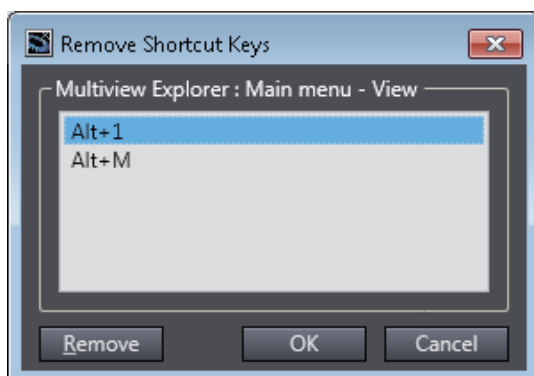 Remove Shortcut Keys
Multiview Explorer : Main menu - View
Alt+1
Alt+M
Remove OK Cancel